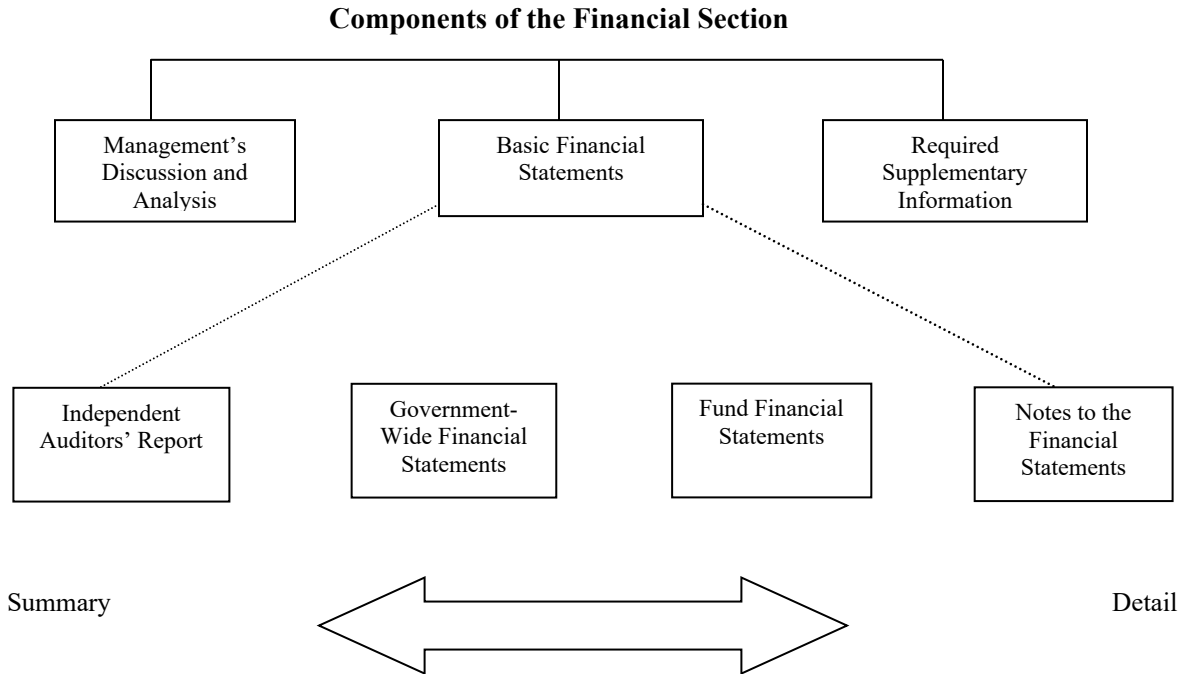 Components of the Financial Section
Management's
Discussion and
Analysis
Basic Financial
Statements
Required
Supplementary
Information
Independent
Auditors' Report
Government-
Wide Financial
Statements
Fund Financial
Statements
Notes to the
Financial
Statements
Summary
Detail